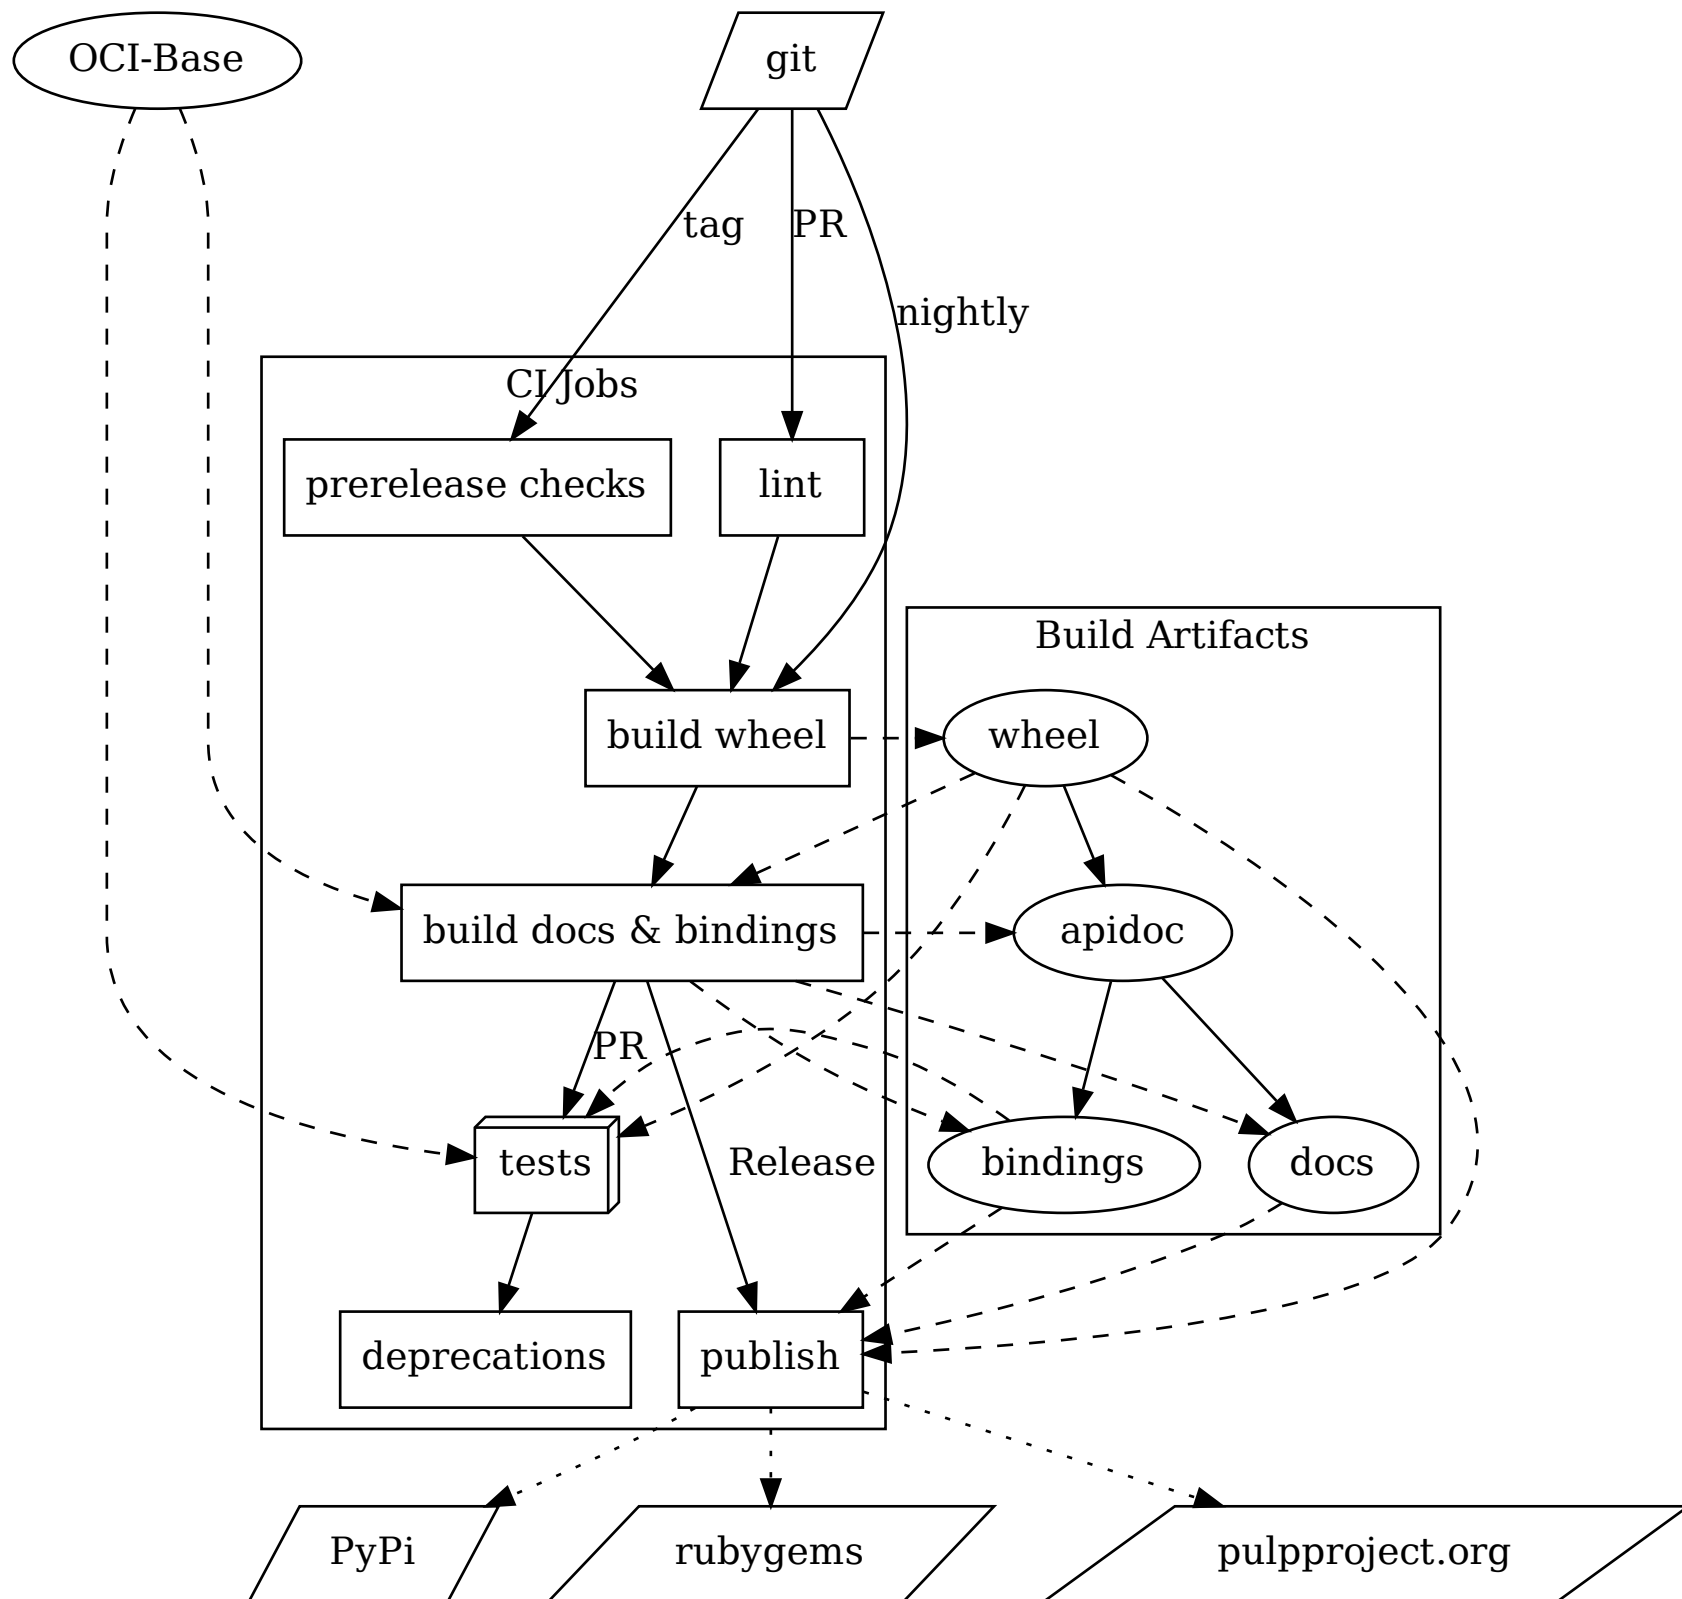 OCI-Base
git
tag
PR
nightly
CI Jobs
prerelease checks
lint
Build Artifacts
build wheel
wheel
build docs & bindings
apidoc
PR
tests
Release
bindings
docs
deprecations
publish
PyPi
rubygems
pulpproject.org